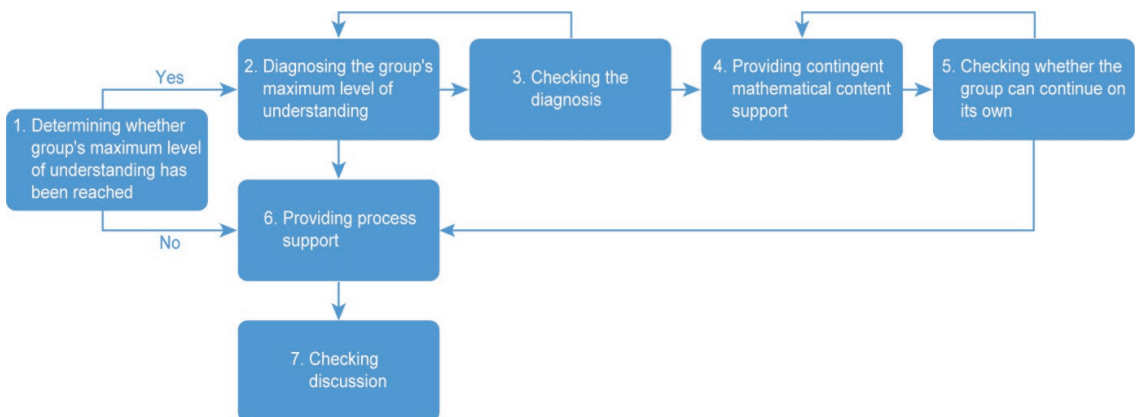 Yes
2. Diagnosing the group's
maximum level of
understanding
3. Checking the
diagnosis
4. Providing contingent
mathematical content
support
5. Checking whether the
group can continue on
its own
1. Determining whether
group's maximum level
of understanding has
been reached
No
6. Providing process
support
7. Checking
discussion